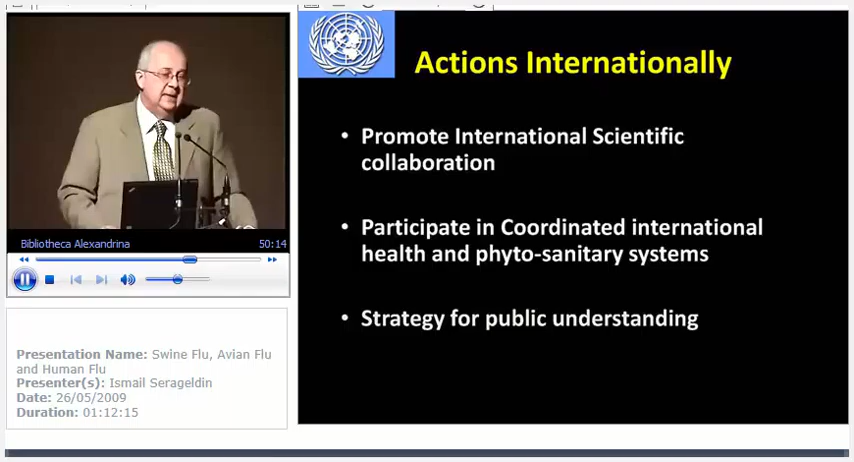 Bibliotheca Alexandrina 50:14
Presentation Name: Swine Flu, Avian Flu
and Human Flu
Presenter(s): Ismail Serageldin
Date: 26/05/2009
Duration: 01:12:15
Actions Internationally
• Promote International Scientific
collaboration
• Participate in Coordinated international
health and phyto-sanitary systems
• Strategy for public understanding